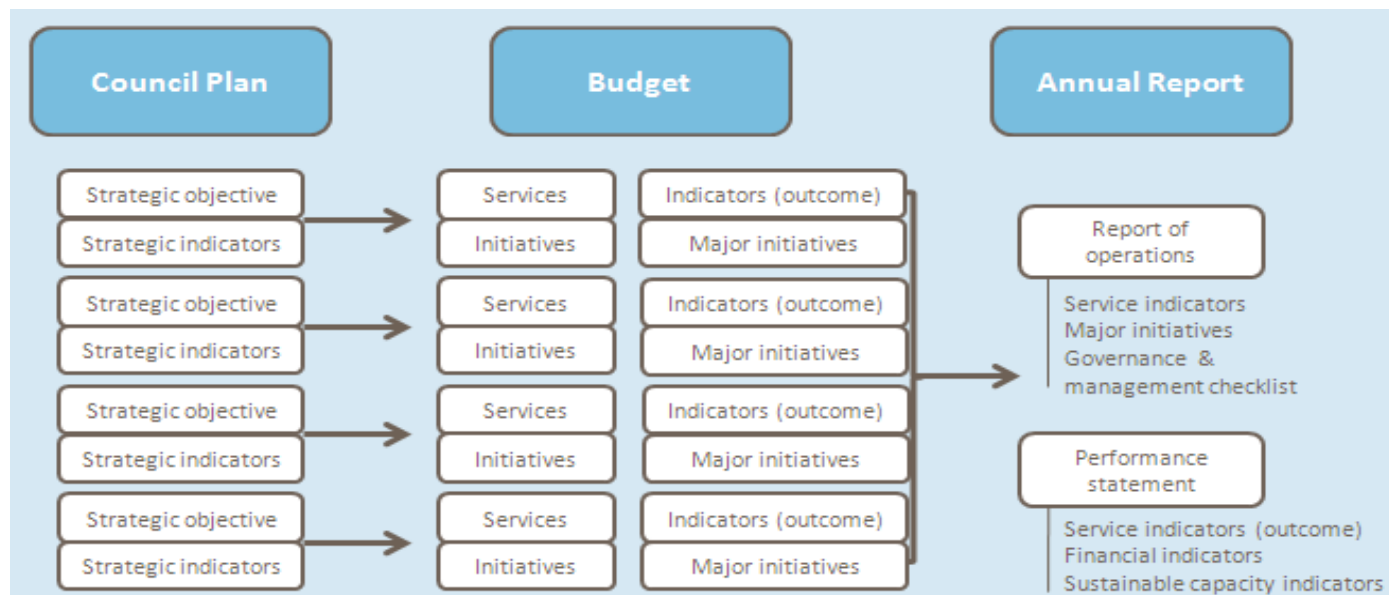 Council Plan
Budget
Annual Report
Strategic objective
Strategic indicators
Strategic objective
Strategic indicators
Strategic objective
Strategic indicators
Strategic objective
Strategic indicators
Services
Initiatives
Services
Initiatives
Services
Initiatives
Services
Initiatives
Indicators (outcome)
Major initiatives
Indicators (outcome)
Major initiatives
Indicators (outcome)
Major initiatives
Indicators (outcome)
Major initiatives
Report of
operations
Service indicators
Major initiatives
Governance &
management checklist
Performance
statement
Service indicators (outcome)
Financial indicators
Sustainable capacity indicators